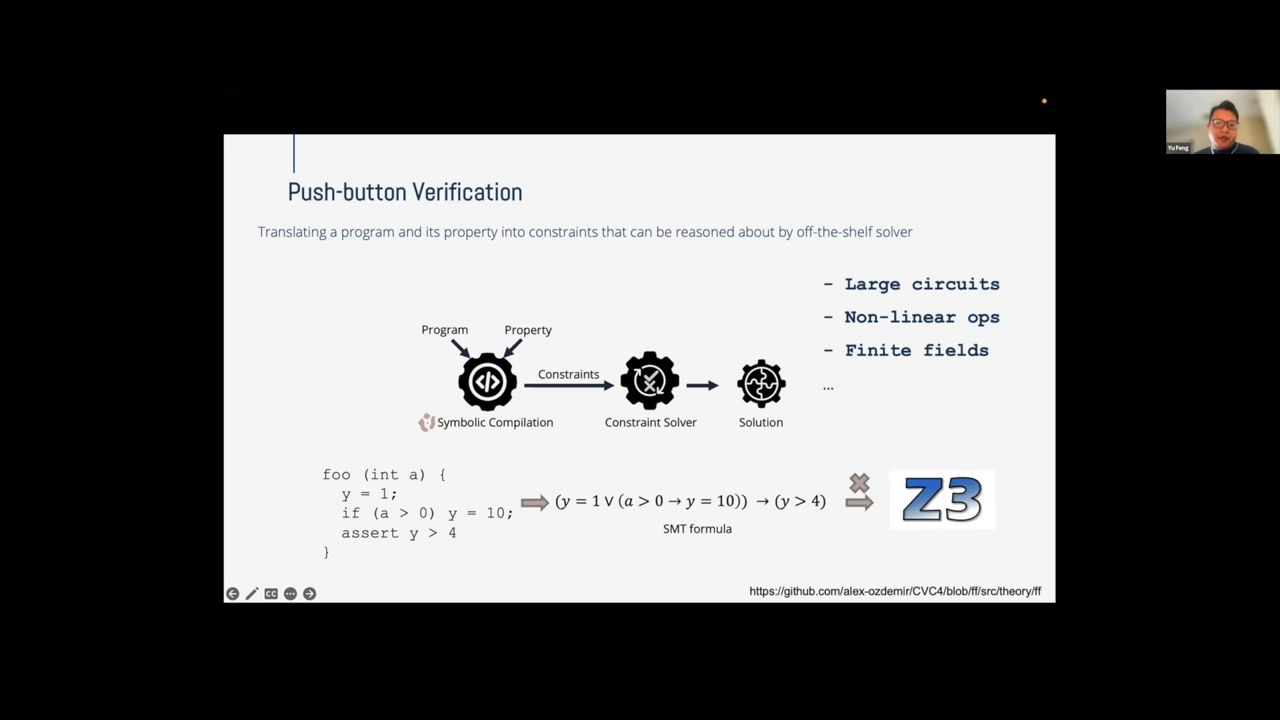 Push-button Verification
Translating a program and its property into constraints that can be reasoned about by off-the-shelf solver
- Large circuits
- Non-linear ops
- Finite fields
...
Program
Property
Constraints
Symbolic Compilation
Constraint Solver
Solution
foo (int a) {
y = 1;
if (a > 0) y = 10;
assert y > 4
}
(y = 1 ∨ (a > 0 → y = 10)) → (y > 4)
SMT formula
Z3
https://github.com/alex-ozdemir/CVC4/blob/ff/src/theory/ff
CC
Yu Feng